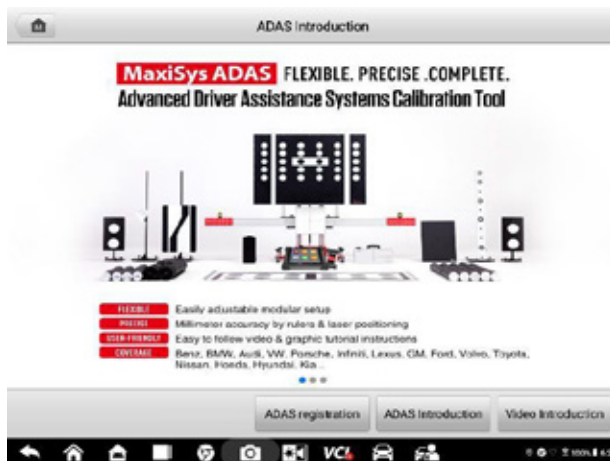 ADAS Introduction
MaxiSys ADAS FLEXIBLE. PRECISE .COMPLETE.
Advanced Driver Assistance Systems Calibration Tool
FLEXIBLE Easily adjustable modular setup
PRECISE Millimeter accuracy by rulers & laser positioning
USER-FRIENDLY Easy to follow video & graphic tutorial instructions
COVERAGE Benz, BMW, Audi, VW, Porsche, Infiniti, Lexus, GM, Ford, Volvo, Toyota,
Nissan, Honda, Hyundai, Kia...
ADAS registration ADAS Introduction Video Introduction
VCI 100%